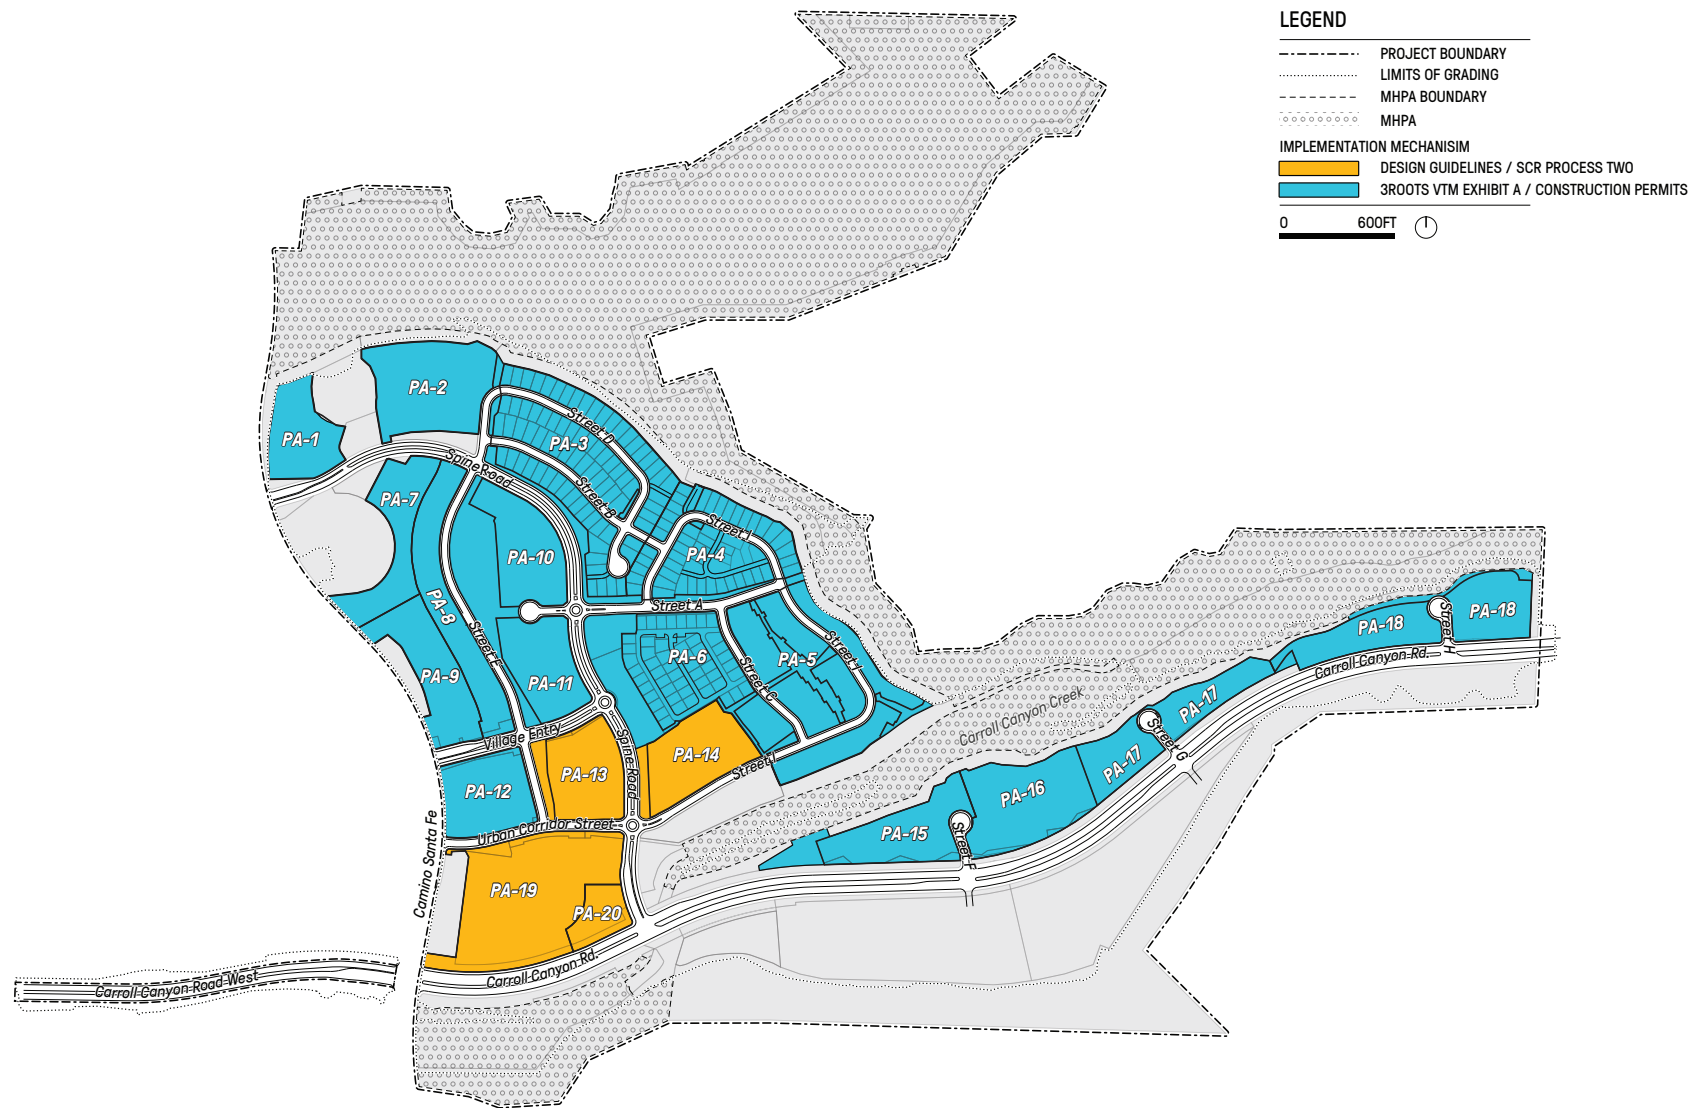 LEGEND
PROJECT BOUNDARY
LIMITS OF GRADING
MHPA BOUNDARY
MHPA
IMPLEMENTATION MECHANISIM
DESIGN GUIDELINES / SCR PROCESS TWO
3ROOTS VTM EXHIBIT A / CONSTRUCTION PERMITS
0 600FT
PA-1
PA-2
PA-3
Street D
Spine Road
Street B
PA-7
PA-10
PA-4
Street I
PA-8
Street E
Street A
PA-9
PA-11
PA-6
PA-5
Street J
Street C
Village Entry
Spine Road
PA-12
PA-13
PA-14
Street I
Urban Corridor Street
Camino Santa Fe
PA-19
PA-20
Carroll Canyon Rd.
Carroll Canyon Road West
Carroll Canyon Creek
PA-15
Street F
PA-16
PA-17
Street G
PA-17
PA-18
Street H
PA-18
Carroll Canyon Rd.